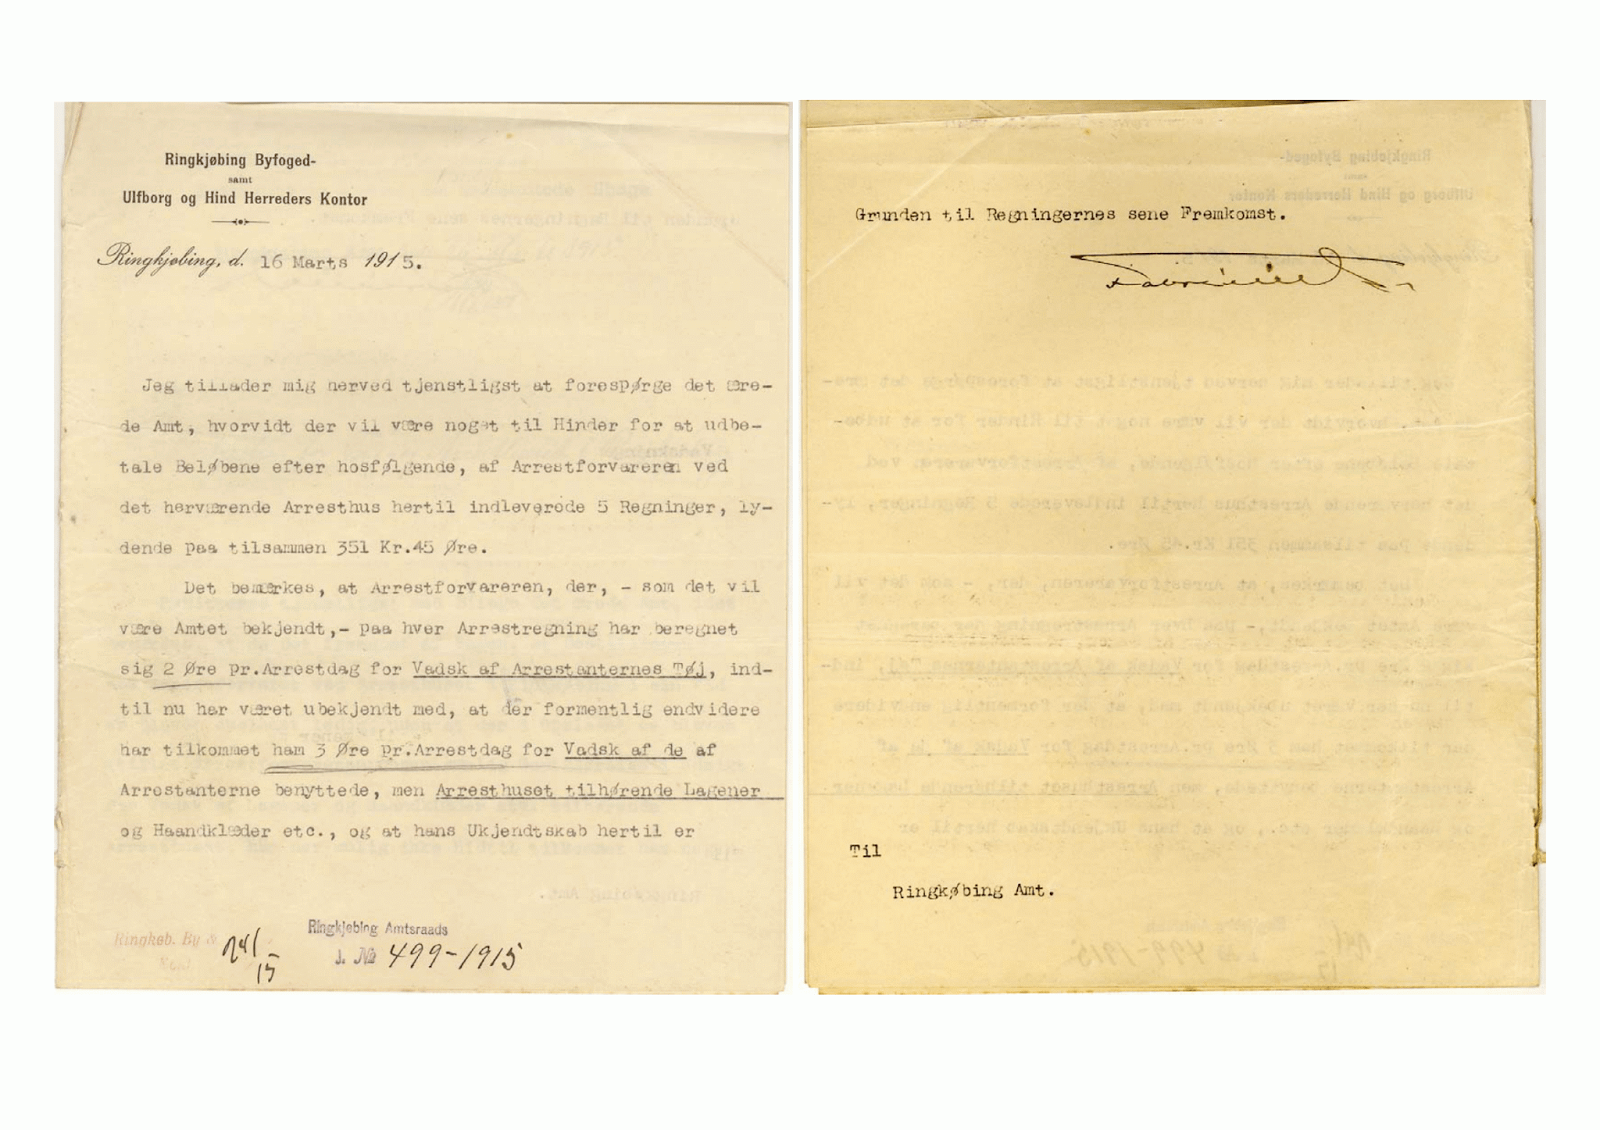 Ringkjøbing Byfoged-
samt
Ulfborg og Hind Herreders Kontor
Ringkjøbing, d. 16 Marts 1915.
Jeg tillader mig herved tjenstligst at forespørge det ære-
de Amt, hvorvidt der vil være noget til Hinder for at udbe-
tale Beløbene efter hosfølgende, af Arrestforvareren ved
det herværende Arresthus hertil indleverede 5 Regninger, ly-
dende paa tilsammen 351 Kr.45 Øre.
Det bemærkes, at Arrestforvareren, der, - som det vil
være Amtet bekjendt,- paa hver Arrestregning har beregnet
sig 2 Øre pr.Arrestdag for Vadsk af Arrestanternes Tøj, ind-
til nu har været ubekjendt med, at der formentlig endvidere
har tilkommet ham 3 Øre pr.Arrestdag for Vadsk af de af
Arrestanterne benyttede, men Arresthuset tilhørende Lagener
og Haandklæder etc., og at hans Ukjendtskab hertil er
Ringkøb. By &
Ringkjøbing Amtsraads
J. № 499-1915
Grunden til Regningernes sene Fremkomst.
Til
Ringkøbing Amt.